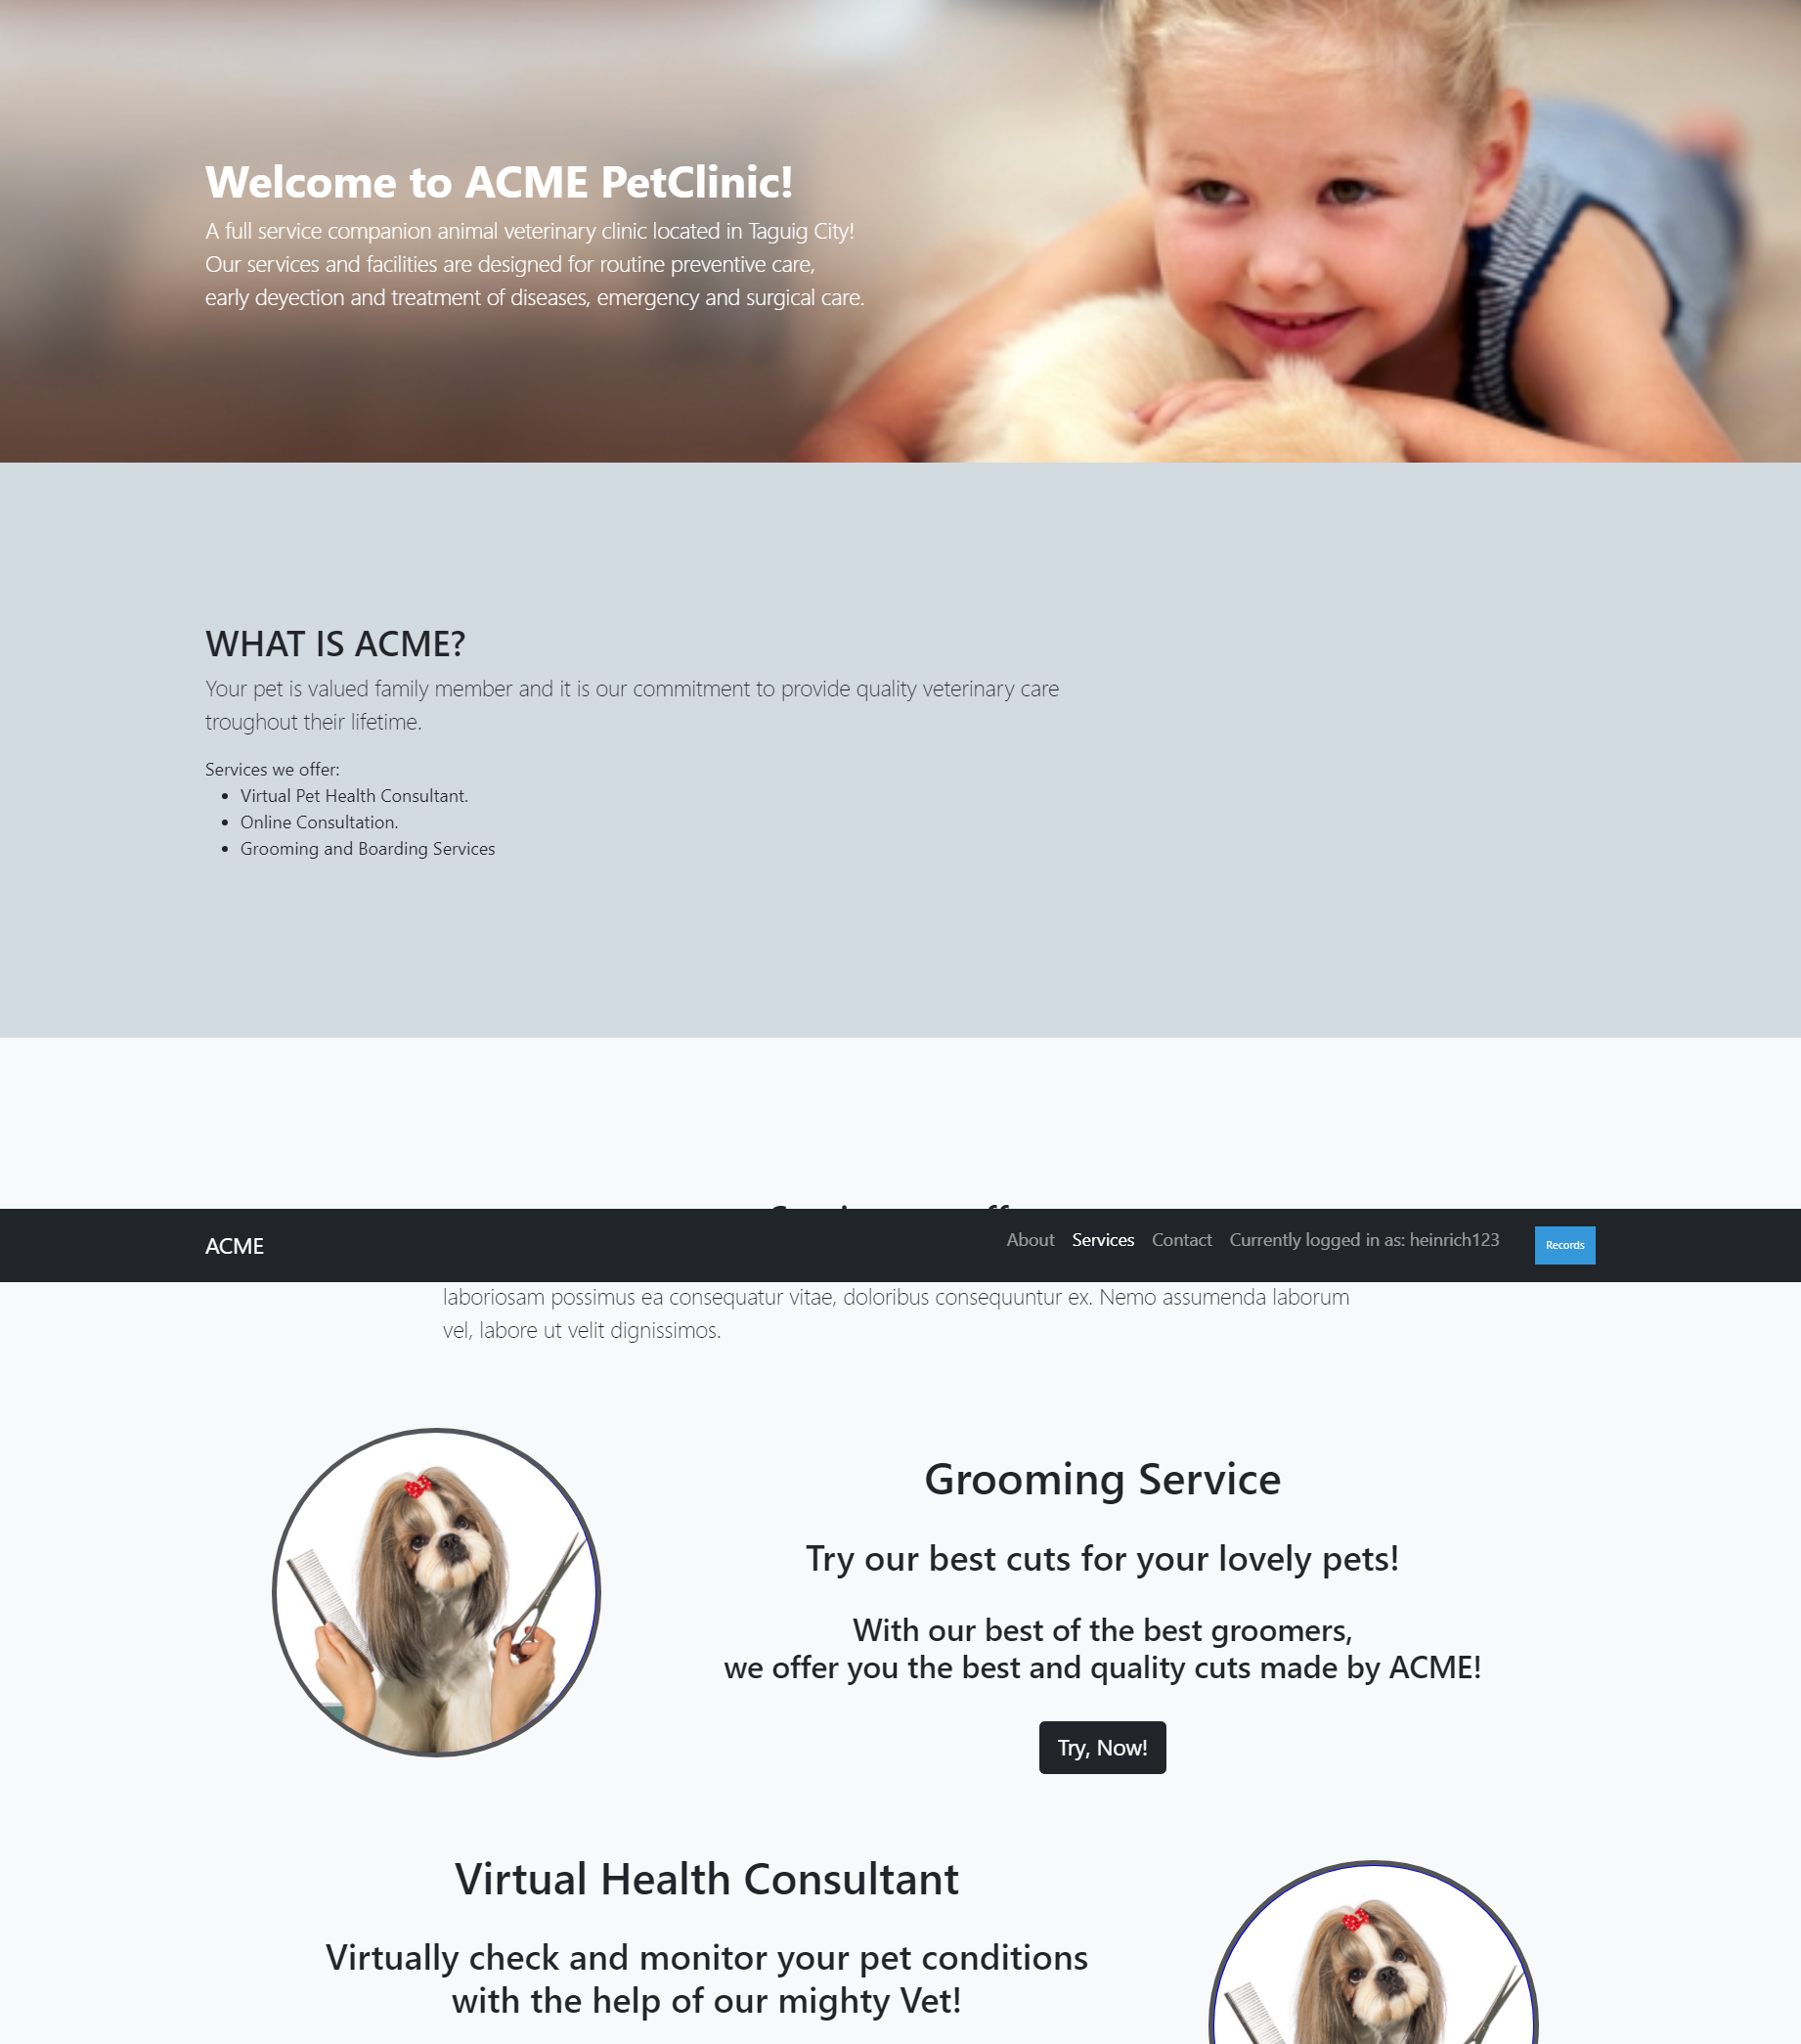 Welcome to ACME PetClinic!
A full service companion animal veterinary clinic located in Taguig City!
Our services and facilities are designed for routine preventive care,
early deyection and treatment of diseases, emergency and surgical care.
WHAT IS ACME?
Your pet is valued family member and it is our commitment to provide quality veterinary care
troughout their lifetime.
Services we offer:
• Virtual Pet Health Consultant.
• Online Consultation.
• Grooming and Boarding Services
ACME
About Services Contact Currently logged in as: heinrich123 Records
laboriosam possimus ea consequatur vitae, doloribus consequuntur ex. Nemo assumenda laborum
vel, labore ut velit dignissimos.
Grooming Service
Try our best cuts for your lovely pets!
With our best of the best groomers,
we offer you the best and quality cuts made by ACME!
Try, Now!
Virtual Health Consultant
Virtually check and monitor your pet conditions
with the help of our mighty Vet!